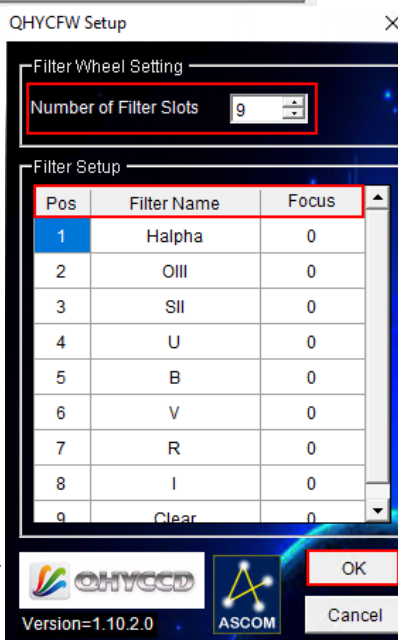 QHYCFW Setup
Filter Wheel Setting
Number of Filter Slots 9
Filter Setup
Pos Filter Name Focus
1 Halpha 0
2 OIII 0
3 SII 0
4 U 0
5 B 0
6 V 0
7 R 0
8 I 0
9 Clear 0
QHYCCD
ASCOM
OK
Version=1.10.2.0
Cancel